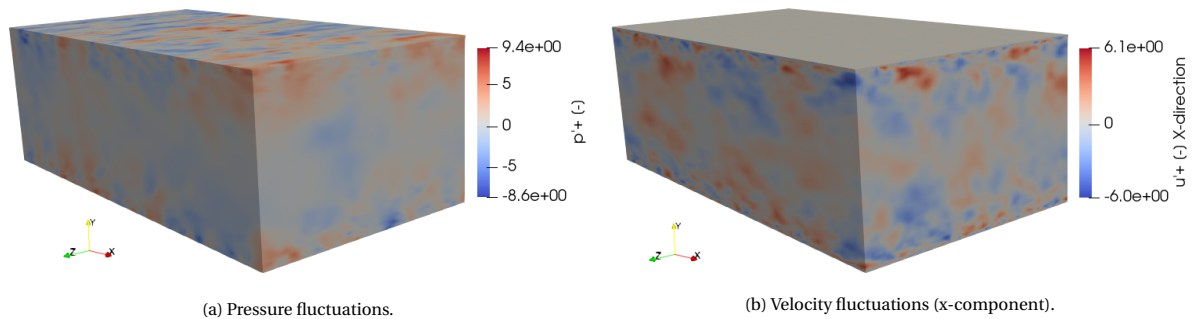 9.4e+00
5
0
-5
-8.6e+00
p'+ (-)
Y
Z
X
(a) Pressure fluctuations.
6.1e+00
0
-6.0e+00
u'+ (-) X-direction
Y
Z
X
(b) Velocity fluctuations (x-component).